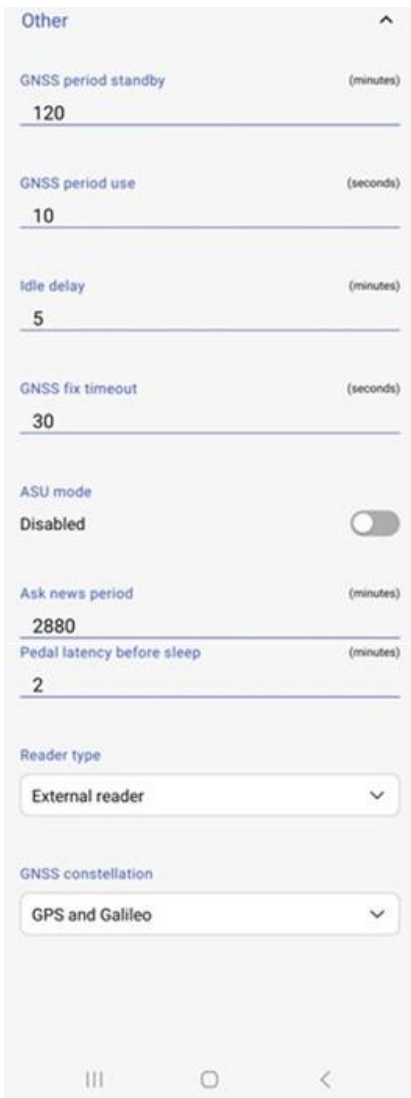 Other
GNSS period standby (minutes)
120
GNSS period use (seconds)
10
Idle delay (minutes)
5
GNSS fix timeout (seconds)
30
ASU mode
Disabled
Ask news period (minutes)
2880
Pedal latency before sleep (minutes)
2
Reader type
External reader
GNSS constellation
GPS and Galileo